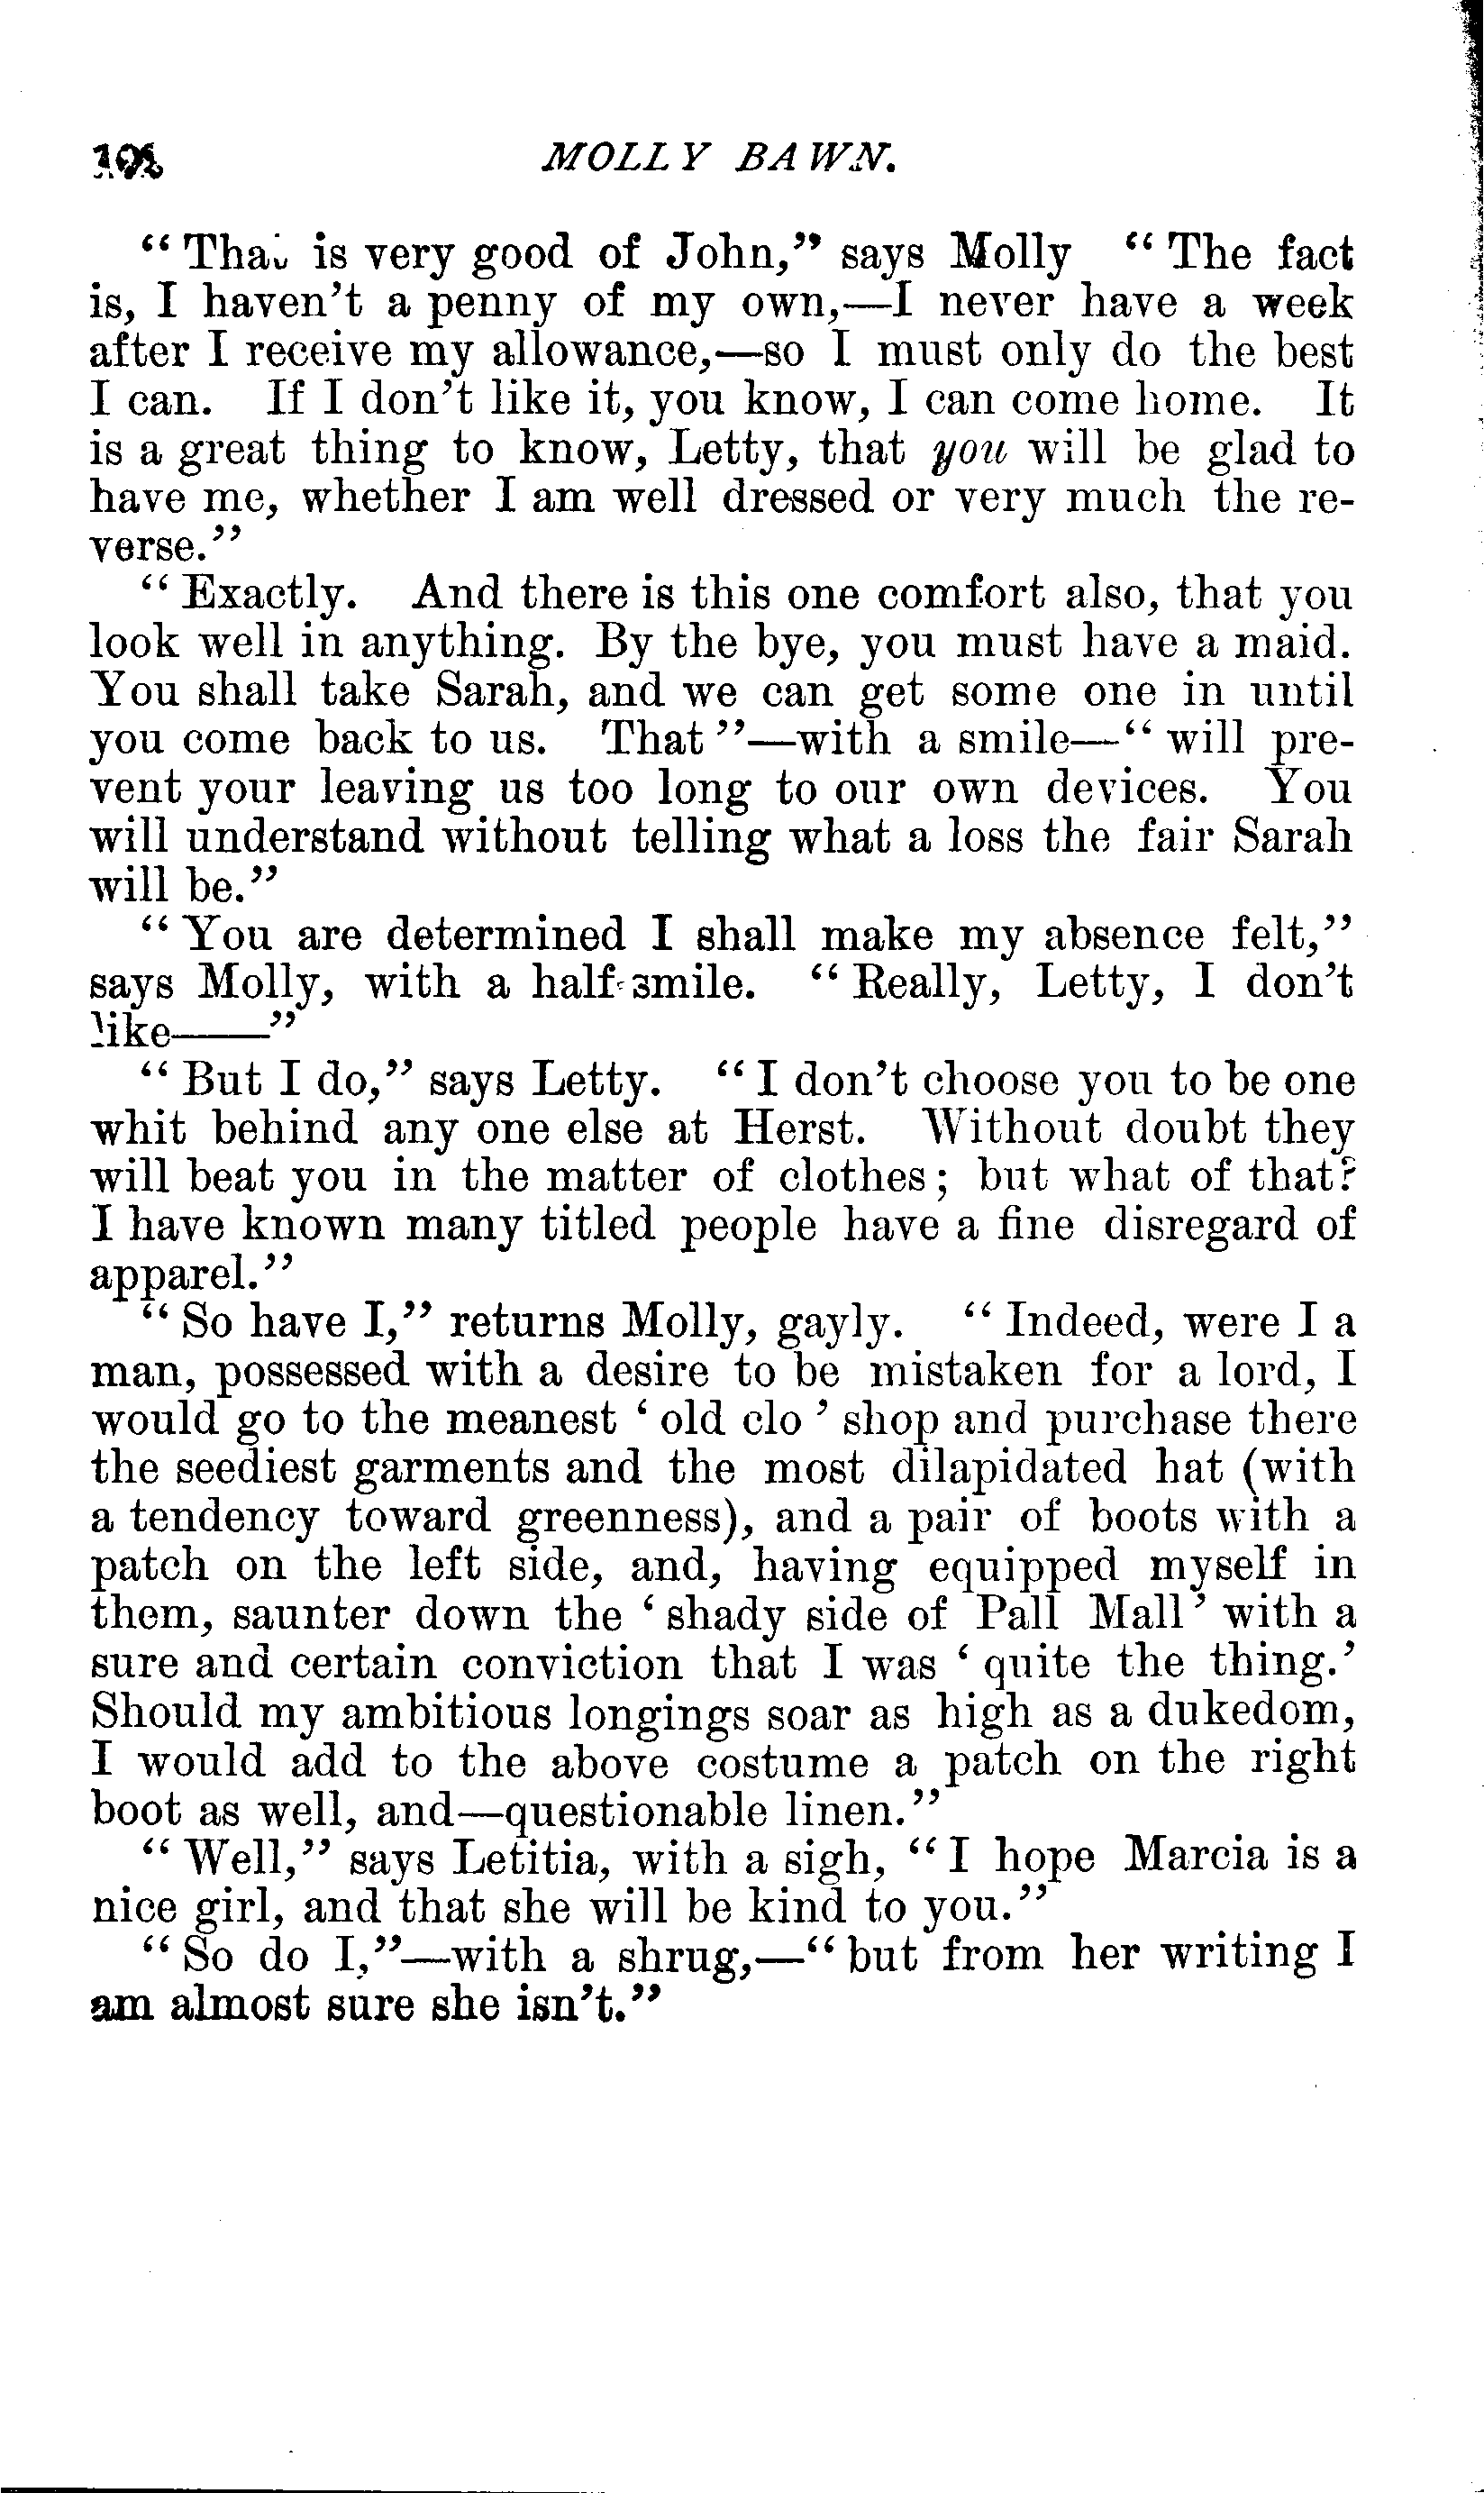 MOLLY BAWN.
“That is very good of John,” says Molly “The fact
is, I haven’t a penny of my own,—I never have a week
after I receive my allowance,—so I must only do the best
I can. If I don’t like it, you know, I can come home. It
is a great thing to know, Letty, that you will be glad to
have me, whether I am well dressed or very much the re-
verse.”
“Exactly. And there is this one comfort also, that you
look well in anything. By the bye, you must have a maid.
You shall take Sarah, and we can get some one in until
you come back to us. That”—with a smile—“will pre-
vent your leaving us too long to our own devices. You
will understand without telling what a loss the fair Sarah
will be.”
“You are determined I shall make my absence felt,”
says Molly, with a half-smile. “Really, Letty, I don’t
like——”
“But I do,” says Letty. “I don’t choose you to be one
whit behind any one else at Herst. Without doubt they
will beat you in the matter of clothes; but what of that?
I have known many titled people have a fine disregard of
apparel.”
“So have I,” returns Molly, gayly. “Indeed, were I a
man, possessed with a desire to be mistaken for a lord, I
would go to the meanest ‘old clo’ shop and purchase there
the seediest garments and the most dilapidated hat (with
a tendency toward greenness), and a pair of boots with a
patch on the left side, and, having equipped myself in
them, saunter down the ‘shady side of Pall Mall’ with a
sure and certain conviction that I was ‘quite the thing.’
Should my ambitious longings soar as high as a dukedom,
I would add to the above costume a patch on the right
boot as well, and—questionable linen.”
“Well,” says Letitia, with a sigh, “I hope Marcia is a
nice girl, and that she will be kind to you.”
“So do I,”—with a shrug,—“but from her writing I
am almost sure she isn’t.”